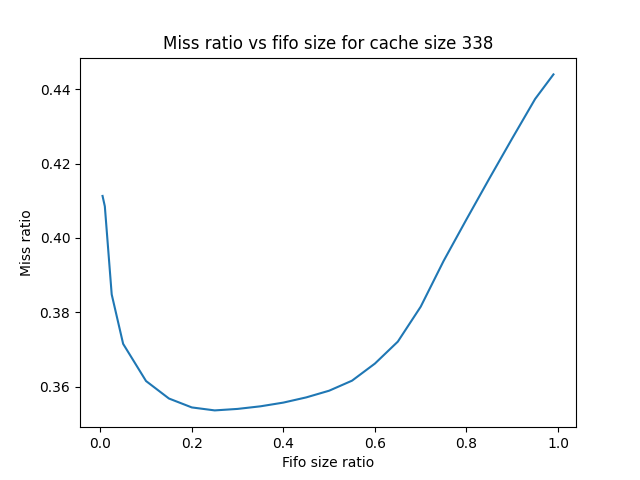 Miss ratio vs fifo size for cache size 338
0.44
0.42
0.40
0.38
0.36
Miss ratio
0.0 0.2 0.4 0.6 0.8 1.0
Fifo size ratio